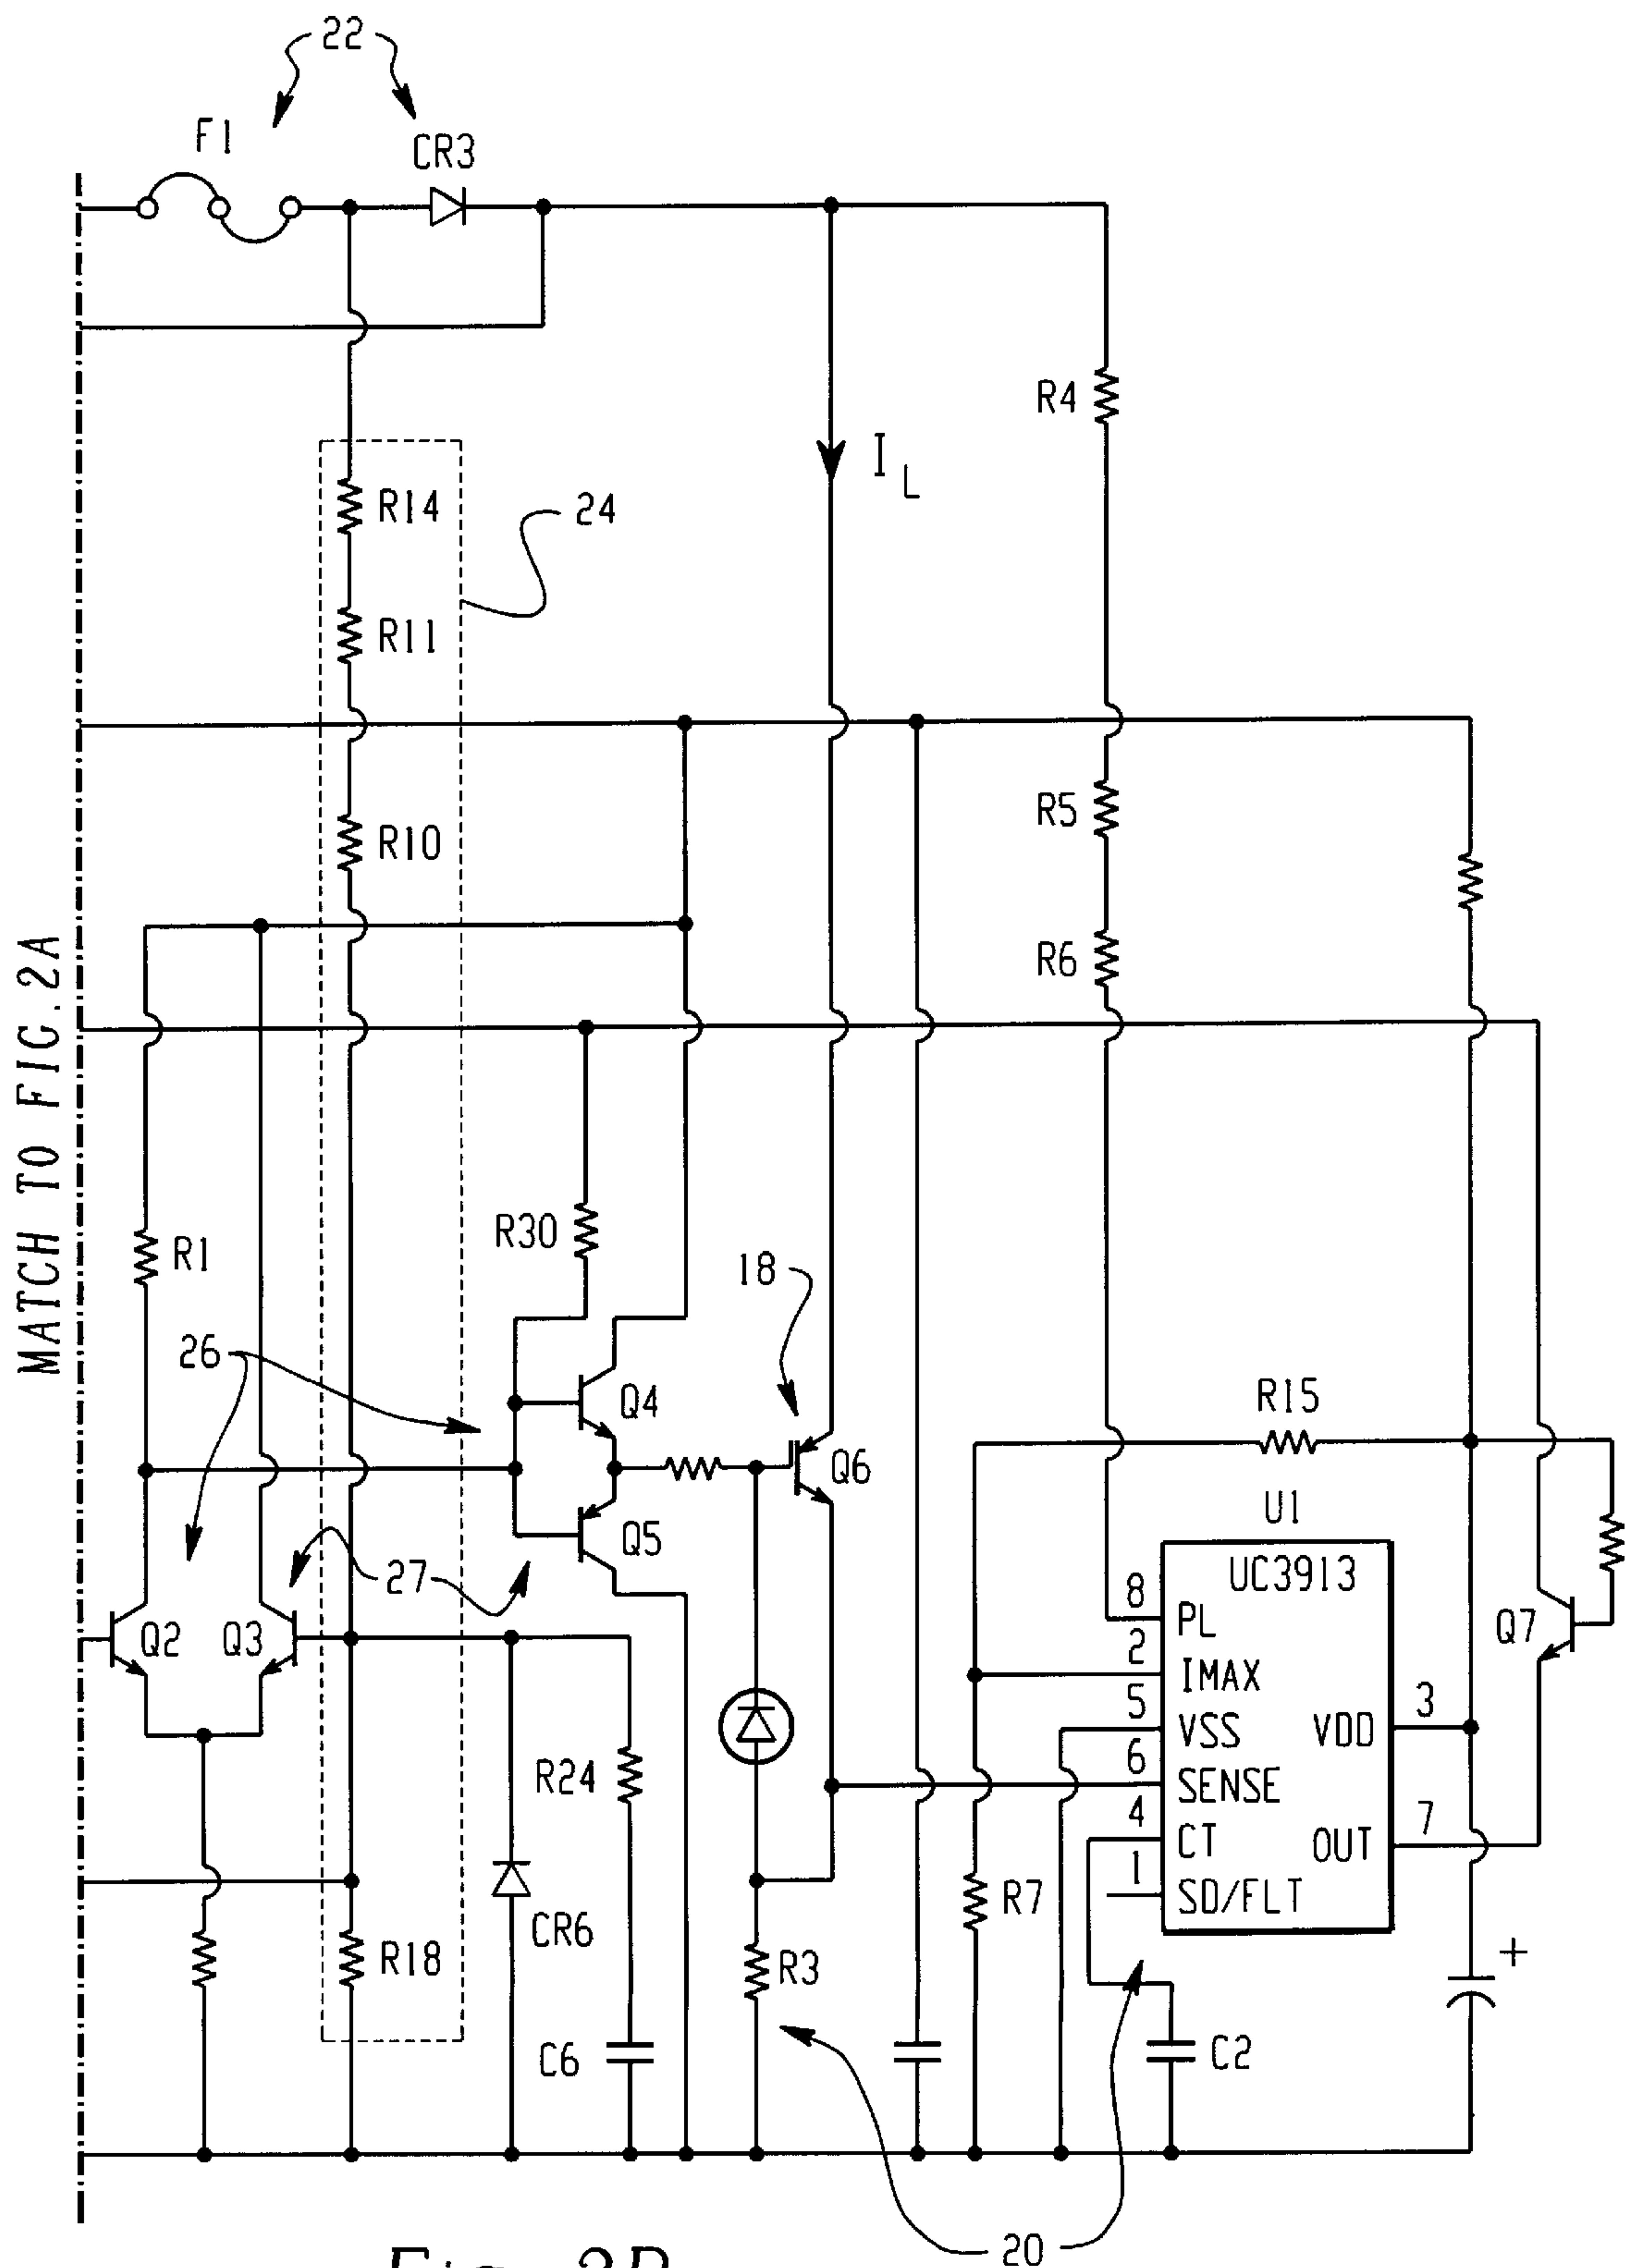 22
F1
CR3
R4
I L
R14
24
R11
R5
R10
R6
MATCH TO FIG. 2A
R30
R1
18
26
Q4
R15
Q6
U1
Q5
27
UC3913
8
PL
Q2
Q3
Q7
2
IMAX
5
VSS
VDD
3
R24
6
SENSE
4
CT
OUT
7
1
SD/FLT
R7
CR6
R18
R3
+
C6
C2
20